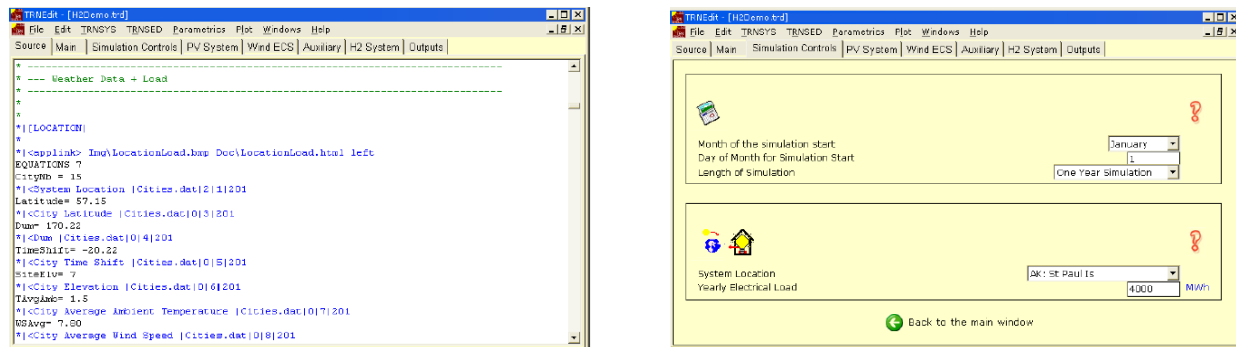 TRNEdit - [H2Demo.trd]
File Edit TRNSYS TRNSED Parametrics Plot Windows Help
Source Main Simulation Controls PV System Wind ECS Auxiliary H2 System Outputs
* --------------------------------------------------------------------------------
* --- Weather Data + Load
* --------------------------------------------------------------------------------
*
*
*|[LOCATION|
*
*|<applink> Img\LocationLoad.bmp Doc\LocationLoad.html left
EQUATIONS 7
CityNb = 15
*|<System Location |Cities.dat|2|1|201
Latitude= 57.15
*|<City Latitude |Cities.dat|0|3|201
Dum= 170.22
*|<Dum |Cities.dat|0|4|201
TimeShift= -20.22
*|<City Time Shift |Cities.dat|0|5|201
SiteElv= 7
*|<City Elevation |Cities.dat|0|6|201
TAvgAmb= 1.5
*|<City Average Ambient Temperature |Cities.dat|0|7|201
WSAvg= 7.80
*|<City Average Wind Speed |Cities.dat|0|8|201
TRNEdit - [H2Demo.trd]
File Edit TRNSYS TRNSED Parametrics Plot Windows Help
Source Main Simulation Controls PV System Wind ECS Auxiliary H2 System Outputs
Month of the simulation start January
Day of Month for Simulation Start 1
Length of Simulation One Year Simulation
System Location AK: St Paul Is
Yearly Electrical Load 4000 MWh
Back to the main window